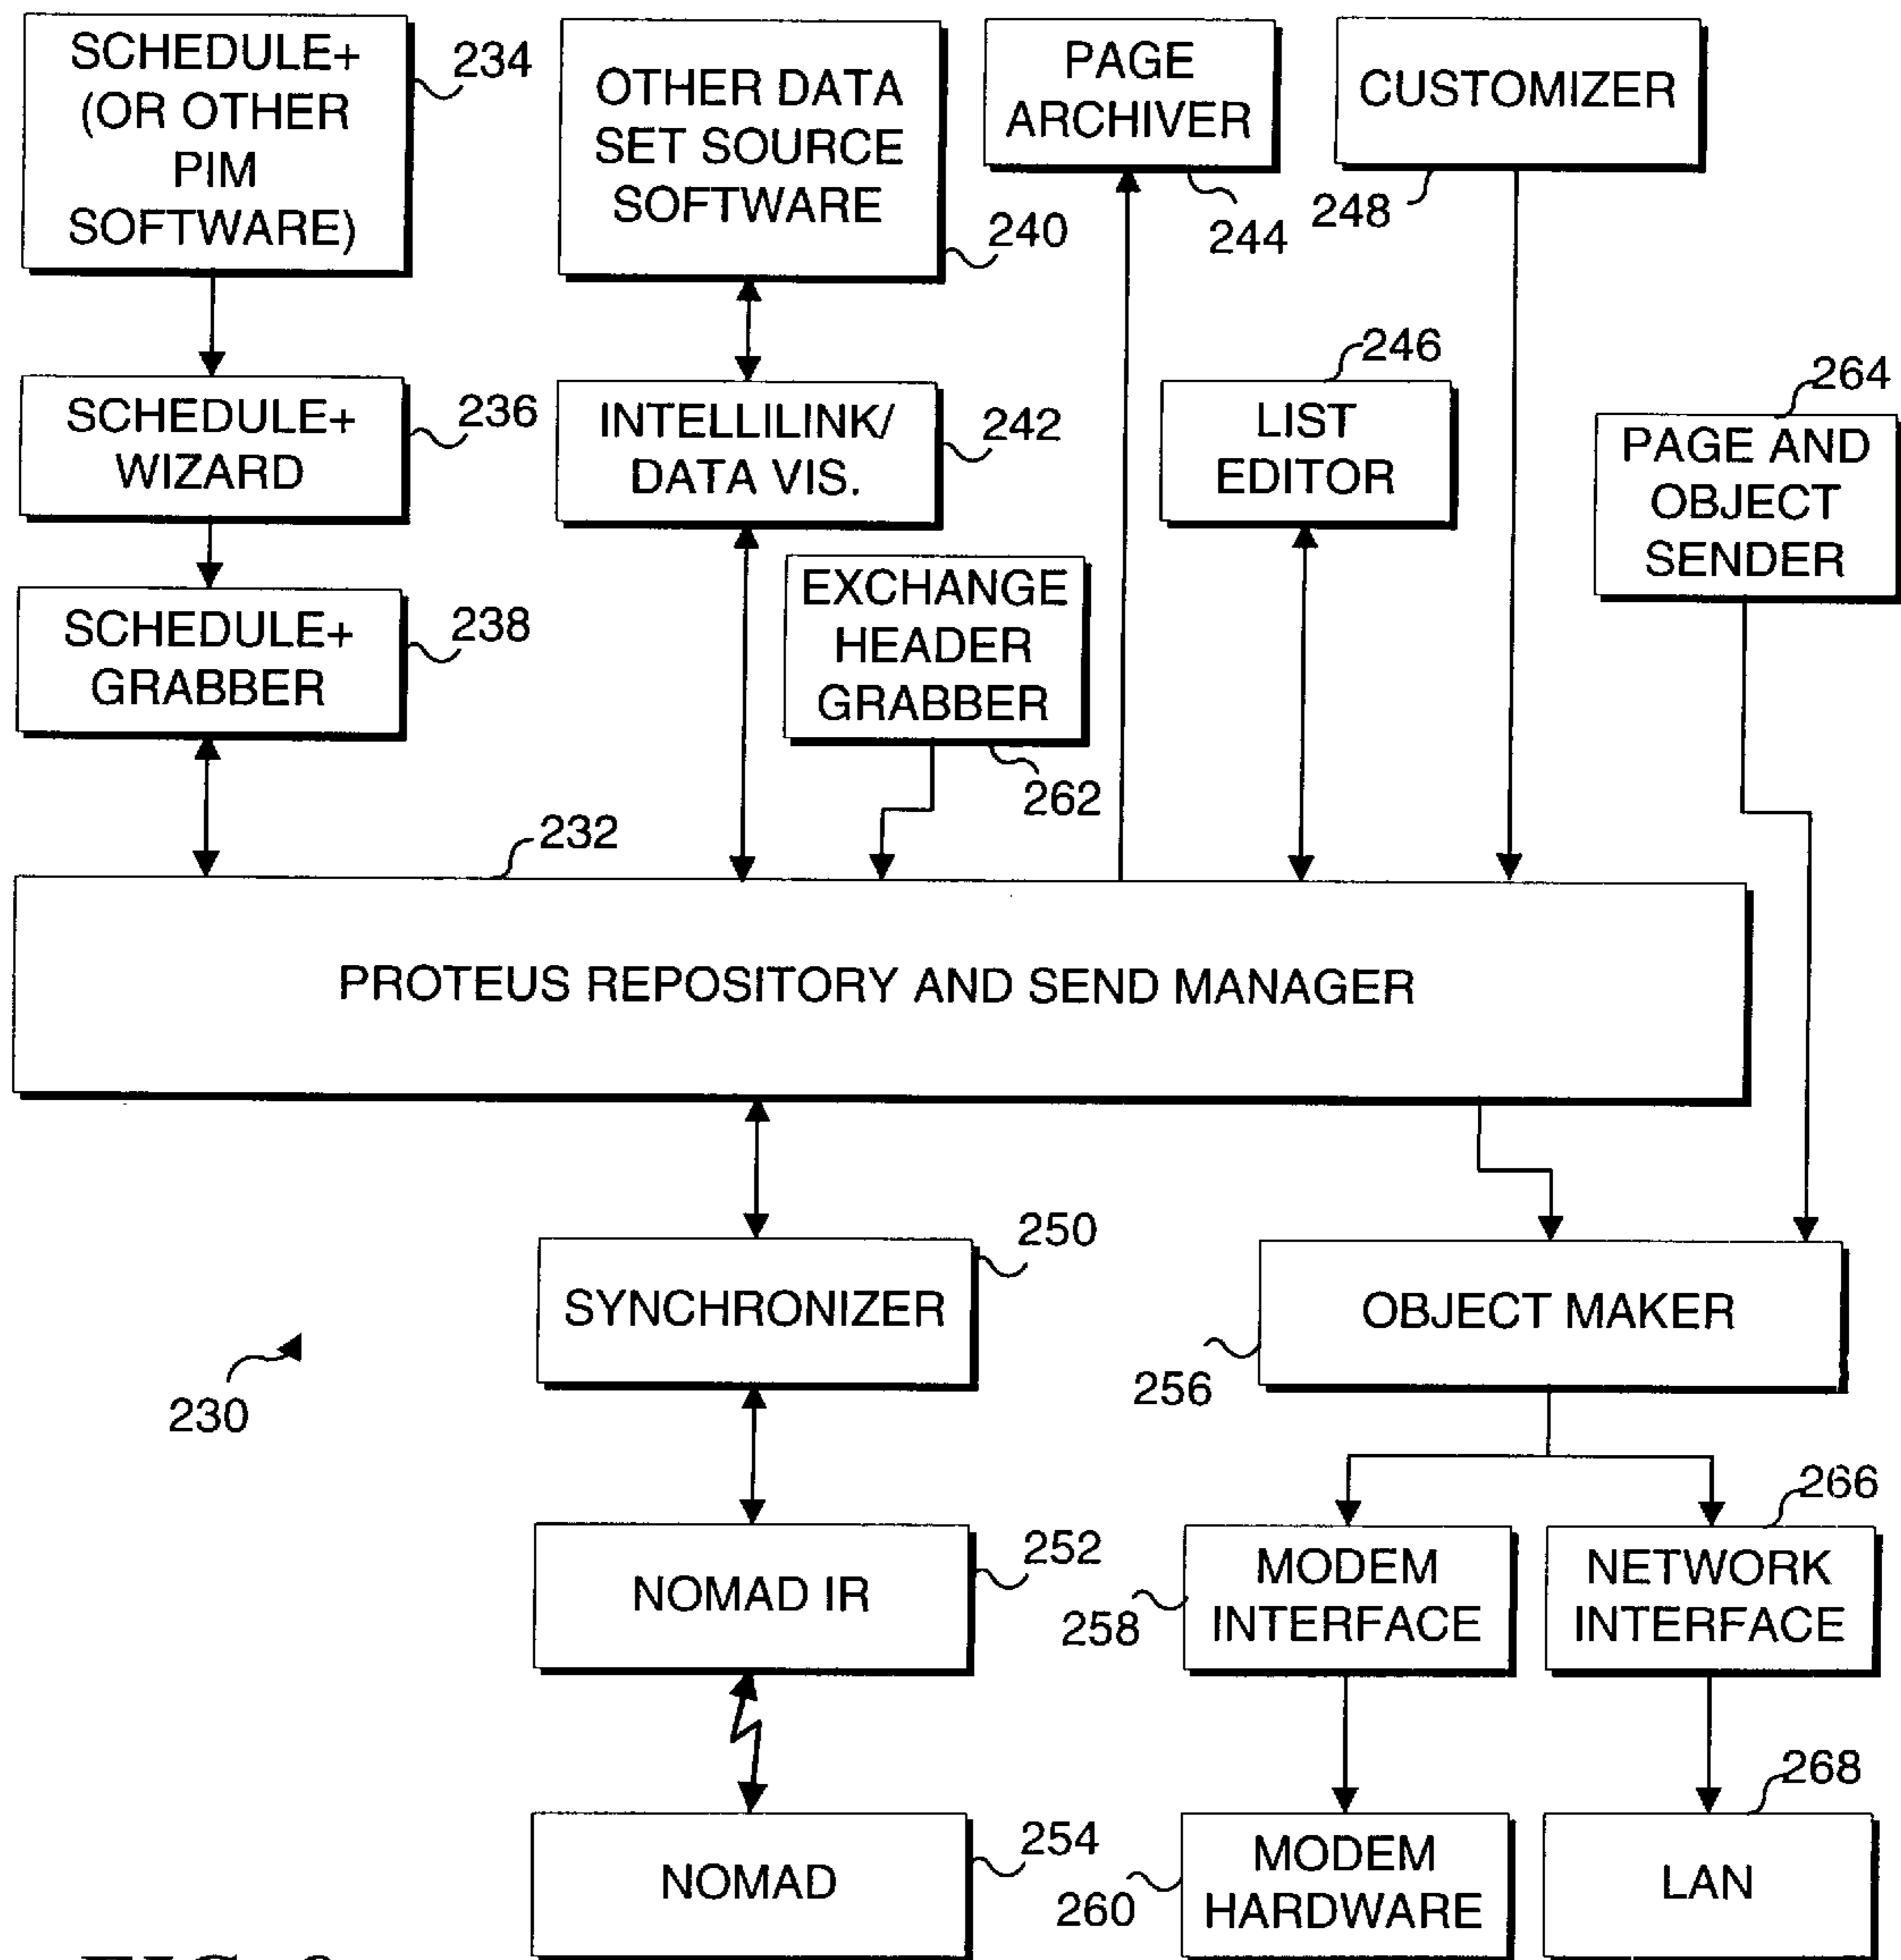 SCHEDULE+
(OR OTHER
PIM
SOFTWARE)
234
OTHER DATA
SET SOURCE
SOFTWARE
240
PAGE
ARCHIVER
244
CUSTOMIZER
248
SCHEDULE+
WIZARD
236
INTELLILINK/
DATA VIS.
242
246
LIST
EDITOR
264
PAGE AND
OBJECT
SENDER
SCHEDULE+
GRABBER
238
EXCHANGE
HEADER
GRABBER
262
232
PROTEUS REPOSITORY AND SEND MANAGER
250
SYNCHRONIZER
OBJECT MAKER
256
230
252
NOMAD IR
MODEM
INTERFACE
258
266
NETWORK
INTERFACE
254
NOMAD
MODEM
HARDWARE
260
268
LAN